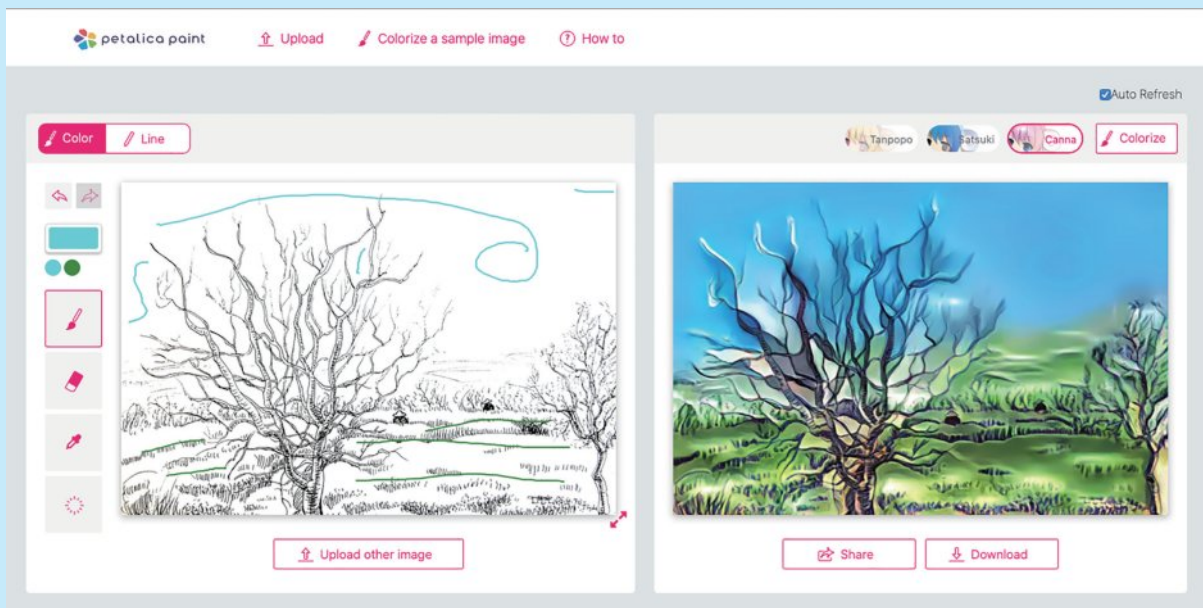 petalica paint
Upload
Colorize a sample image
How to
Auto Refresh
Color
Line
Tanpopo
Satsuki
Canna
Colorize
Upload other image
Share
Download